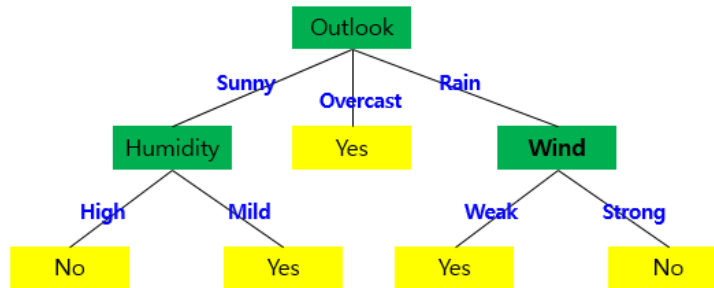 Outlook
Sunny
Overcast
Rain
Humidity
Yes
Wind
High
Mild
Weak
Strong
No
Yes
Yes
No